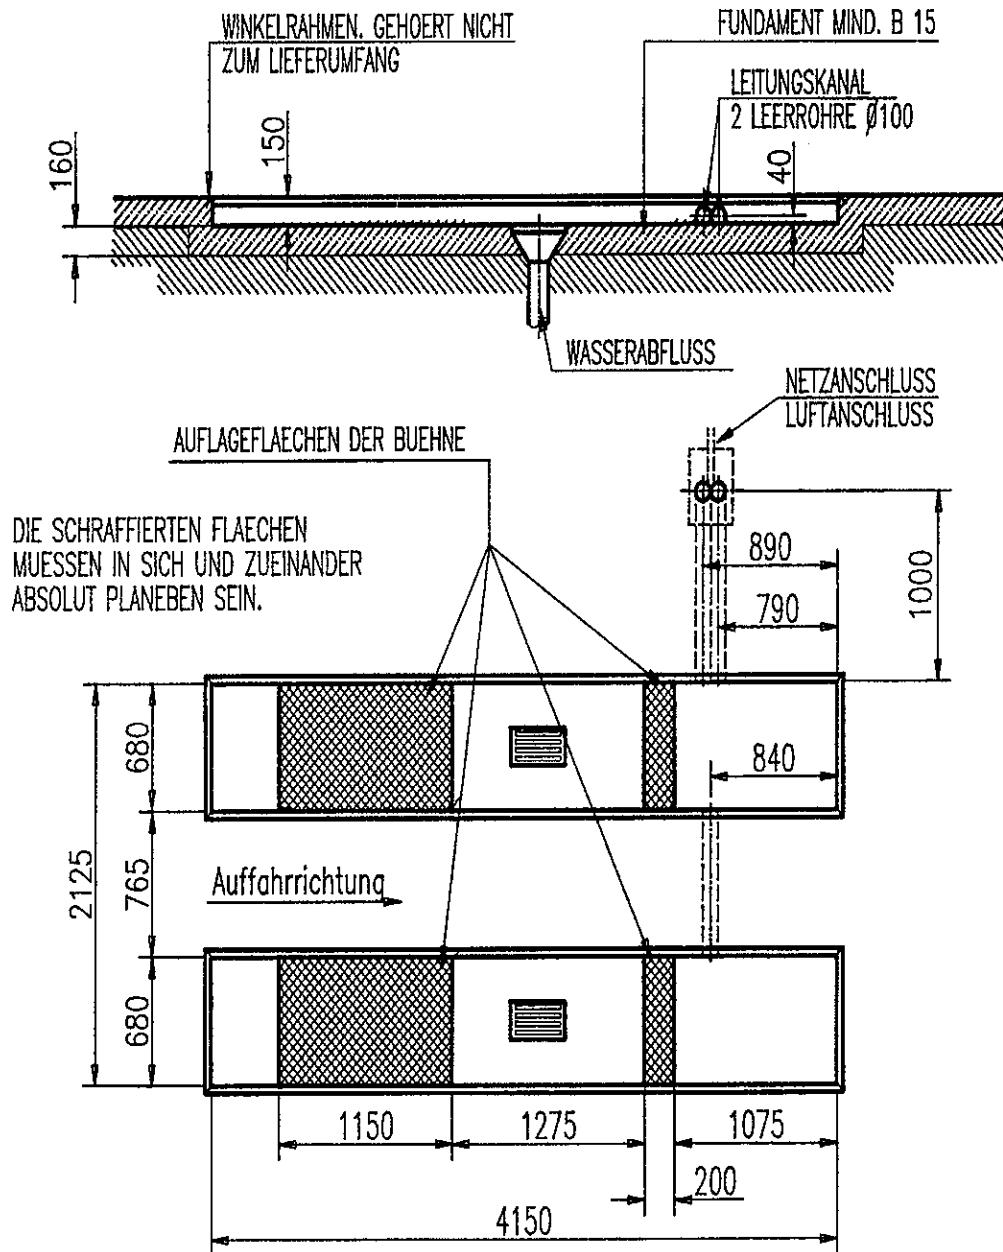 WINKELRAHMEN. GEHOERT NICHT
ZUM LIEFERUMFANG
FUNDAMENT MIND. B 15
LEITUNGSKANAL
2 LEERROHRE Ø100
160
150
40
WASSERABFLUSS
NETZANSCHLUSS
LUFTANSCHLUSS
AUFLAGEFLAECHEN DER BUEHNE
DIE SCHRAFFIERTEN FLAECHEN
MUESSEN IN SICH UND ZUEINANDER
ABSOLUT PLANEBEN SEIN.
890
790
1000
680
840
2125
765
Auffahrrichtung
680
1150
1275
1075
200
4150